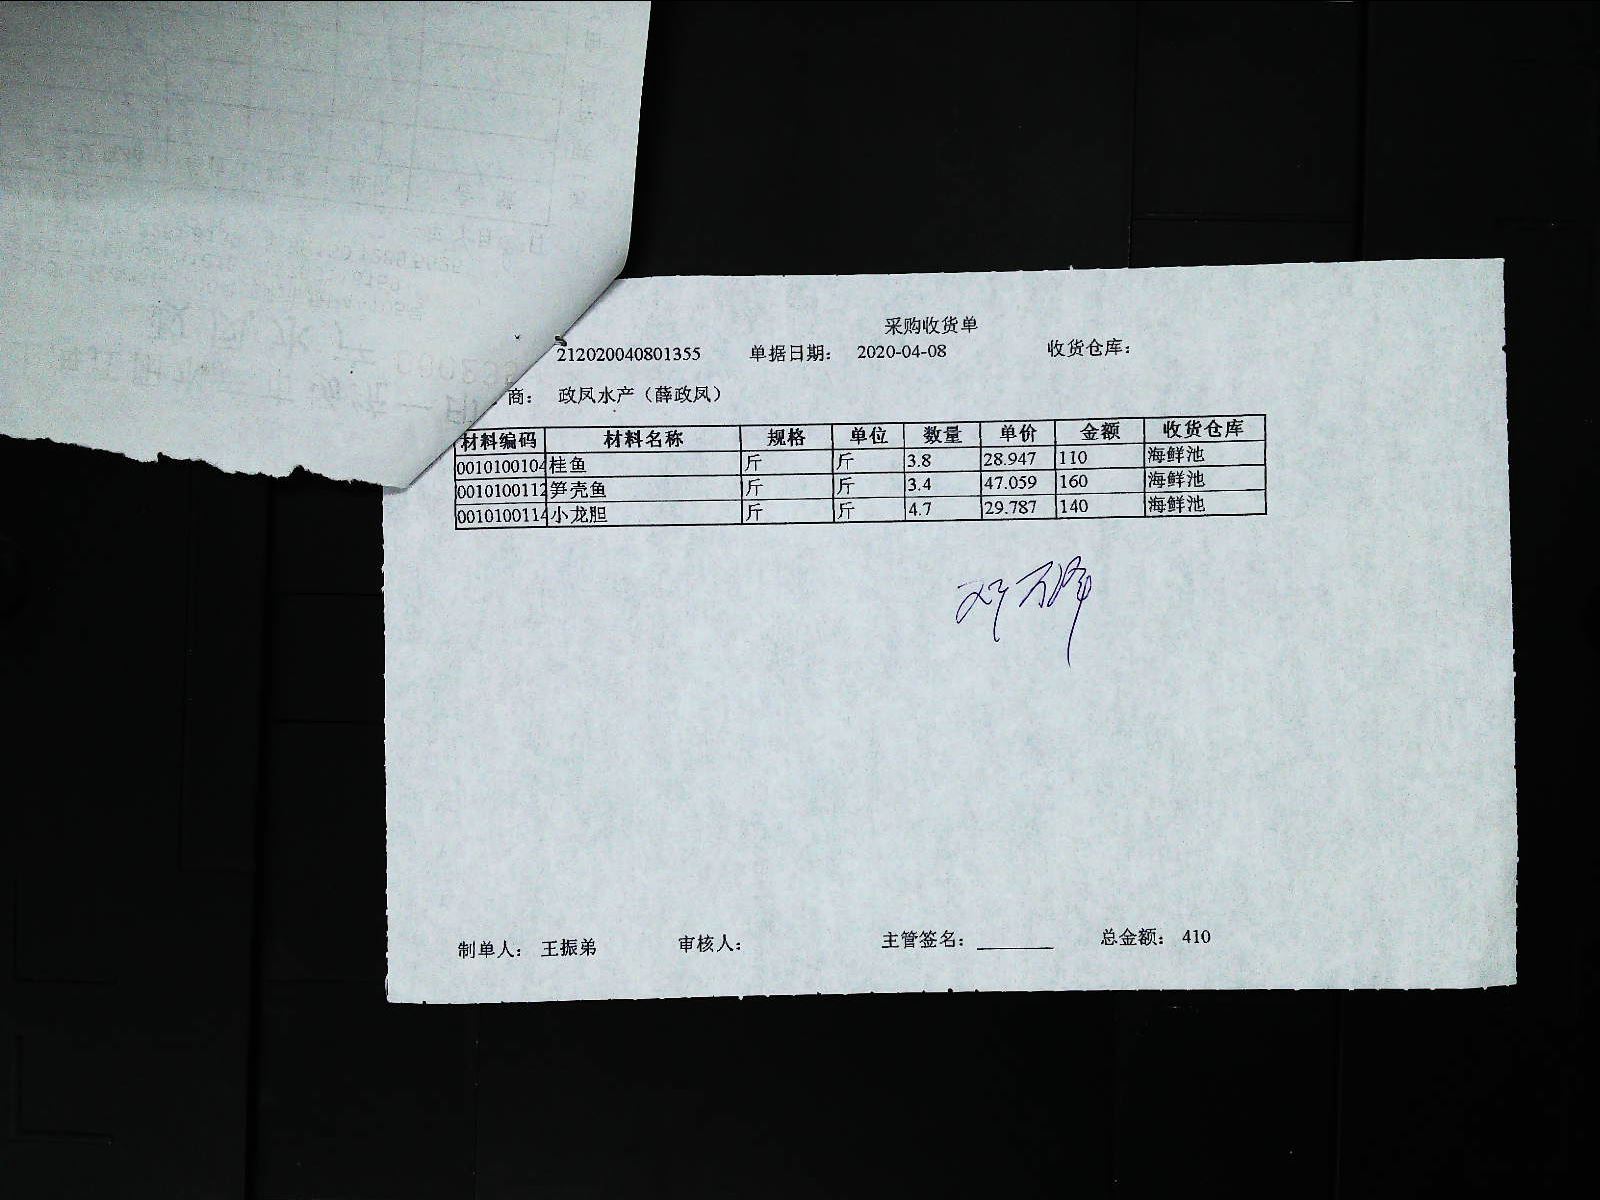 采购收货单
212020040801355 单据日期: 2020-04-08 收货仓库:
商: 政凤水产（薛政凤）
材料编码 材料名称 规格 单位 数量 单价 金额 收货仓库
0010100104 桂鱼 斤 斤 3.8 28.947 110 海鲜池
0010100112 笋壳鱼 斤 斤 3.4 47.059 160 海鲜池
0010100114 小龙胆 斤 斤 4.7 29.787 140 海鲜池
制单人: 王振弟 审核人: 主管签名: 总金额: 410